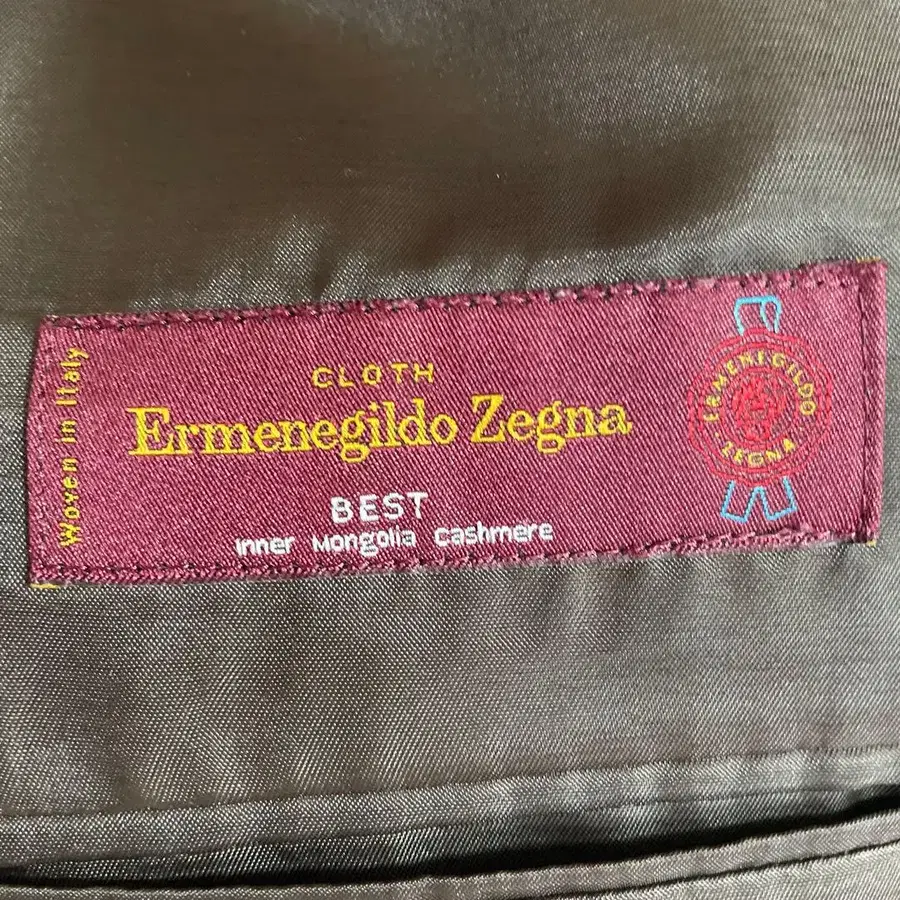 Woven in Italy
CLOTH
Ermenegildo Zegna
BEST
Inner Mongolia Cashmere
ERMENEGILDO
ZEGNA